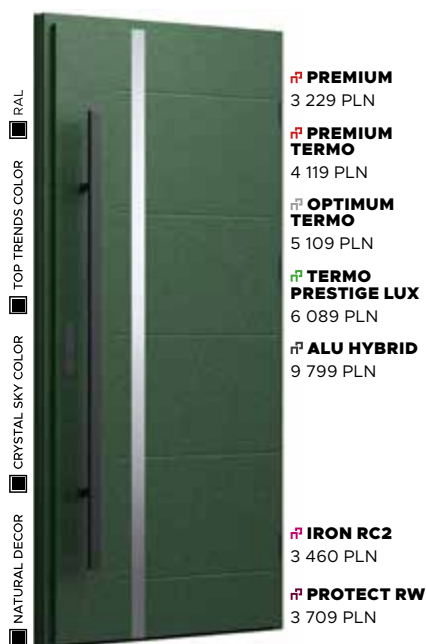 RAL
TOP TRENDS COLOR
CRYSTAL SKY COLOR
NATURAL DECOR
PREMIUM
3 229 PLN
PREMIUM
TERMO
4 119 PLN
OPTIMUM
TERMO
5 109 PLN
TERMO
PRESTIGE LUX
6 089 PLN
ALU HYBRID
9 799 PLN
IRON RC2
3 460 PLN
PROTECT RW
3 709 PLN